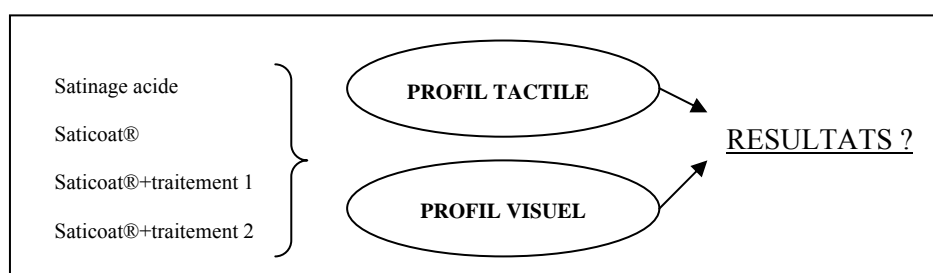 Satinage acide
Saticoat®
Saticoat®+traitement 1
Saticoat®+traitement 2
PROFIL TACTILE
PROFIL VISUEL
RESULTATS ?